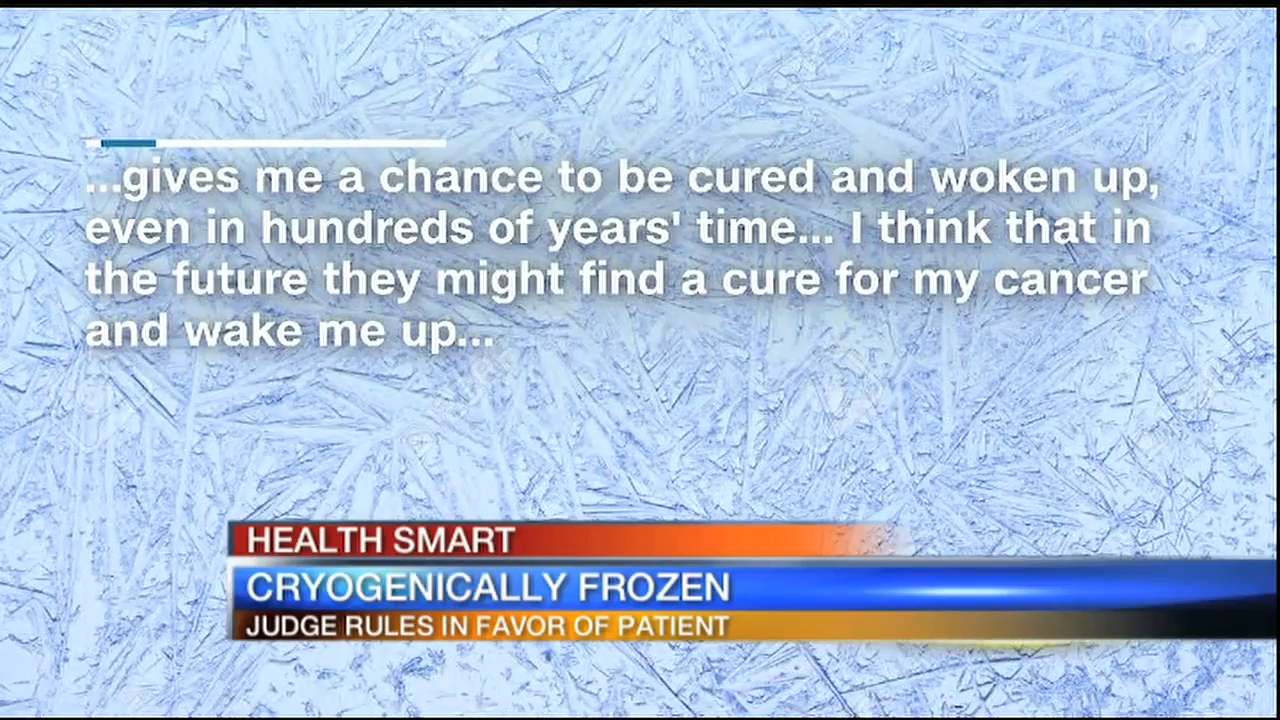 ...gives me a chance to be cured and woken up,
even in hundreds of years' time... I think that in
the future they might find a cure for my cancer
and wake me up...
HEALTH SMART
CRYOGENICALLY FROZEN
JUDGE RULES IN FAVOR OF PATIENT